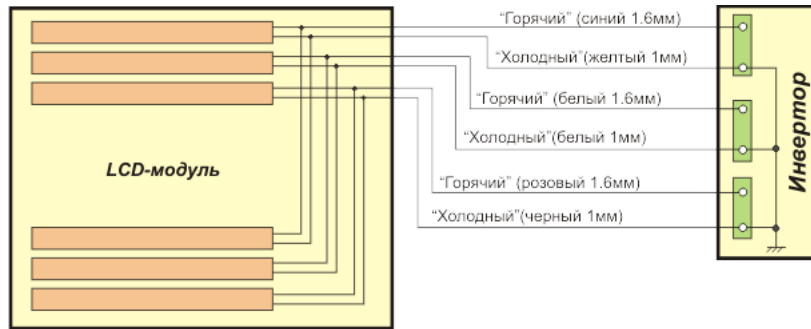 “Горячий” (синий 1.6мм)
“Холодный”(желтый 1мм)
“Горячий” (белый 1.6мм)
“Холодный”(белый 1мм)
LCD-модуль
“Горячий” (розовый 1.6мм)
“Холодный”(черный 1мм)
Инвертор